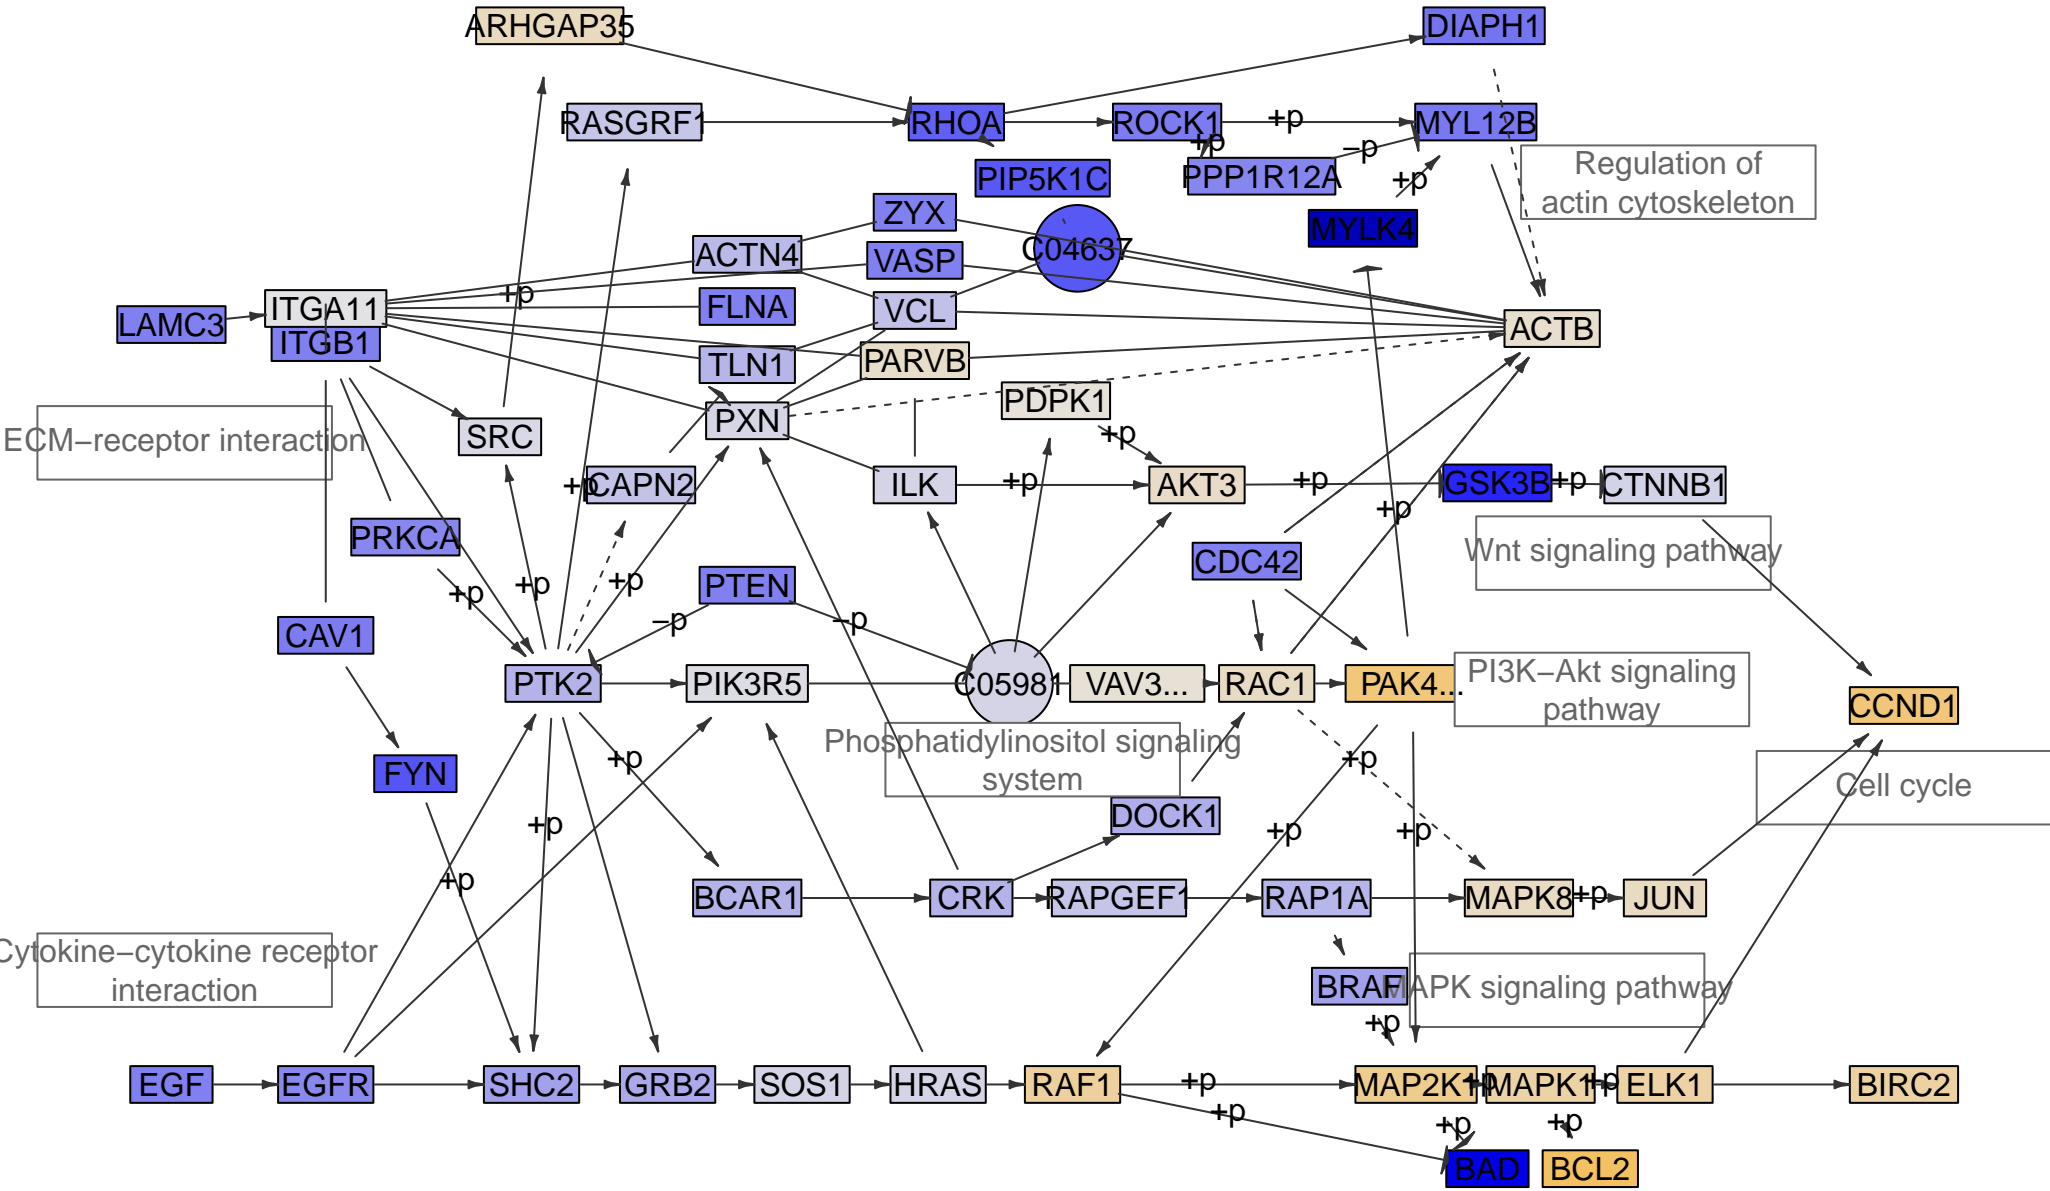 ARHGAP35
DIAPH1
RASGRF1
RHOA
ROCK1
+p
MYL12B
+p
−p
PIP5K1C
PPP1R12A
+p
Regulation of
actin cytoskeleton
ZYX
MYLK4
ACTN4
VASP
C04637
+p
ITGA11
LAMC3
FLNA
VCL
ITGB1
ACTB
TLN1
PARVB
PDPK1
PXN
+p
ECM−receptor interaction
SRC
+p
CAPN2
ILK
+p
AKT3
+p
GSK3B
+p
CTNNB1
+p
PRKCA
CDC42
Wnt signaling pathway
+p
+p
+p
PTEN
−p
−p
CAV1
PTK2
PIK3R5
C05981
VAV3...
RAC1
PAK4...
PI3K−Akt signaling
pathway
CCND1
Phosphatidylinositol signaling
system
+p
+p
FYN
Cell cycle
DOCK1
+p
+p
+p
+p
BCAR1
CRK
RAPGEF1
RAP1A
MAPK8
+p
JUN
Cytokine−cytokine receptor
interaction
BRAF
MAPK signaling pathway
+p
EGF
EGFR
SHC2
GRB2
SOS1
HRAS
RAF1
+p
MAP2K1
+p
MAPK1
+p
ELK1
BIRC2
+p
+p
+p
BAD
BCL2